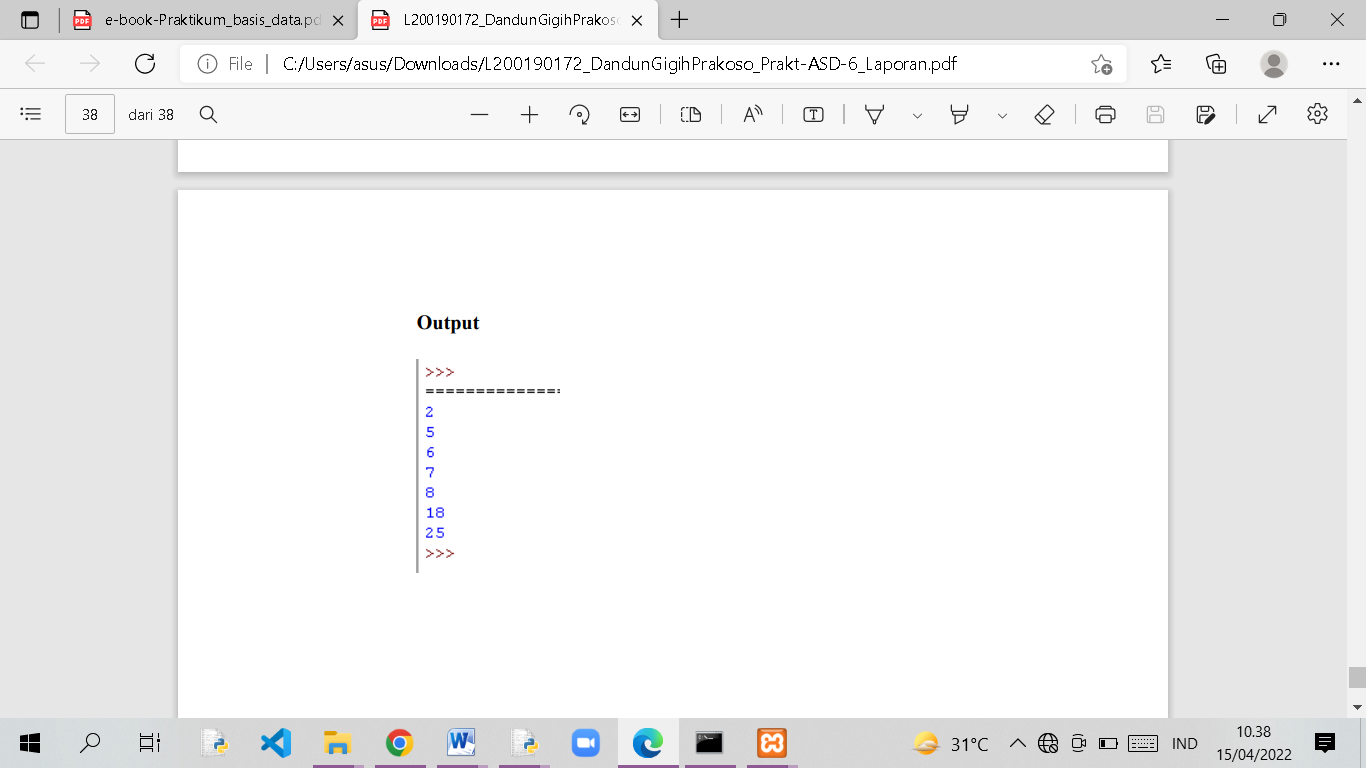 e-book-Praktikum_basis_data.pd
L200190172_DandunGigihPrakoso
File
C:/Users/asus/Downloads/L200190172_DandunGigihPrakoso_Prakt-ASD-6_Laporan.pdf
38 dari 38
Output
>>>
==============
2
5
6
7
8
18
25
>>>
31°C
IND
10.38
15/04/2022